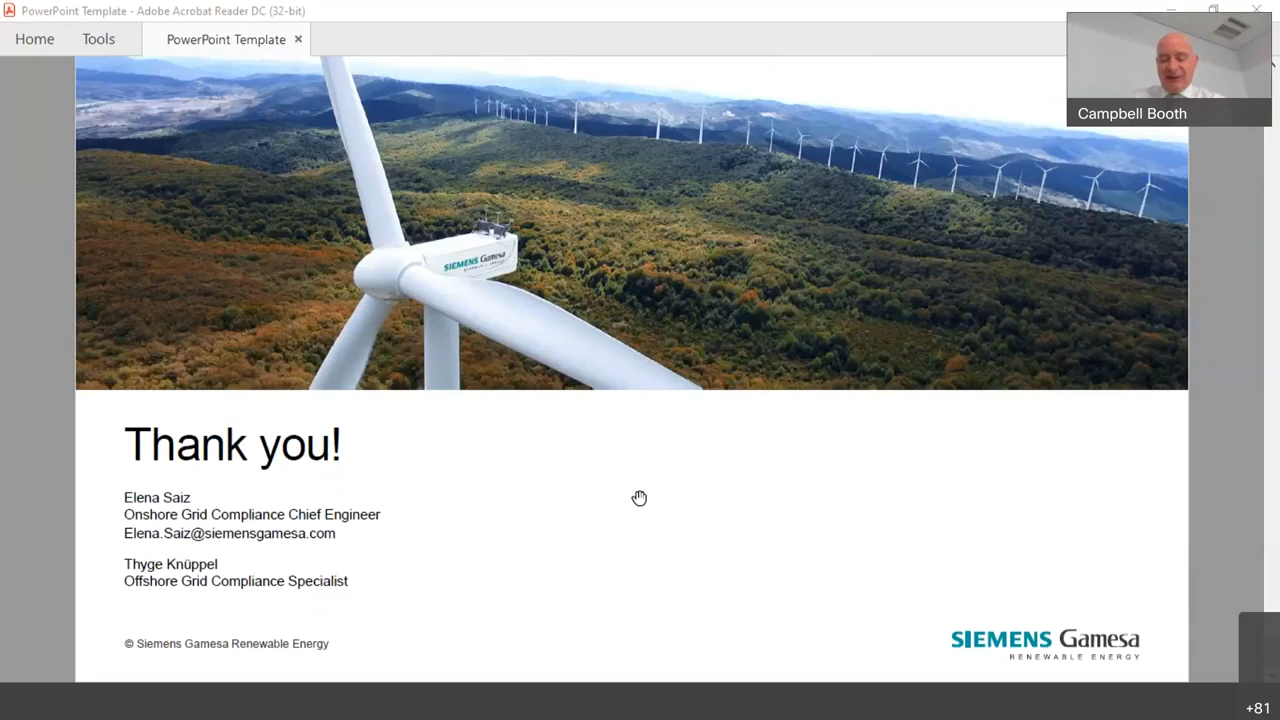 PowerPoint Template - Adobe Acrobat Reader DC (32-bit)
Home Tools PowerPoint Template ×
Campbell Booth
SIEMENS Gamesa
RENEWABLE ENERGY
Thank you!
Elena Saiz
Onshore Grid Compliance Chief Engineer
Elena.Saiz@siemensgamesa.com
Thyge Knüppel
Offshore Grid Compliance Specialist
© Siemens Gamesa Renewable Energy
SIEMENS Gamesa
RENEWABLE ENERGY
+81